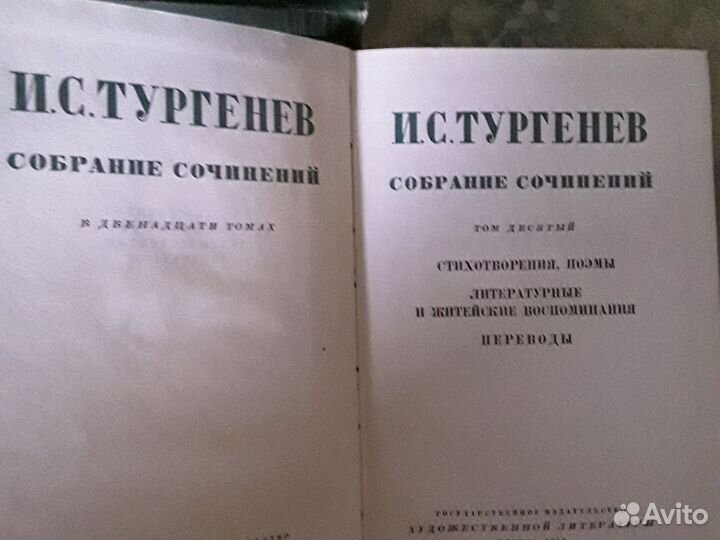 И.С.ТУРГЕНЕВ
СОБРАНИЕ СОЧИНЕНИЙ
В ДВЕНАДЦАТИ ТОМАХ
И.С.ТУРГЕНЕВ
СОБРАНИЕ СОЧИНЕНИЙ
ТОМ ДЕСЯТЫЙ
СТИХОТВОРЕНИЯ, ПОЭМЫ
ЛИТЕРАТУРНЫЕ
И ЖИТЕЙСКИЕ ВОСПОМИНАНИЯ
ПЕРЕВОДЫ
ГОСУДАРСТВЕННОЕ ИЗДАТЕЛЬСТВО
ХУДОЖЕСТВЕННОЙ ЛИТЕРАТУРЫ
Avito